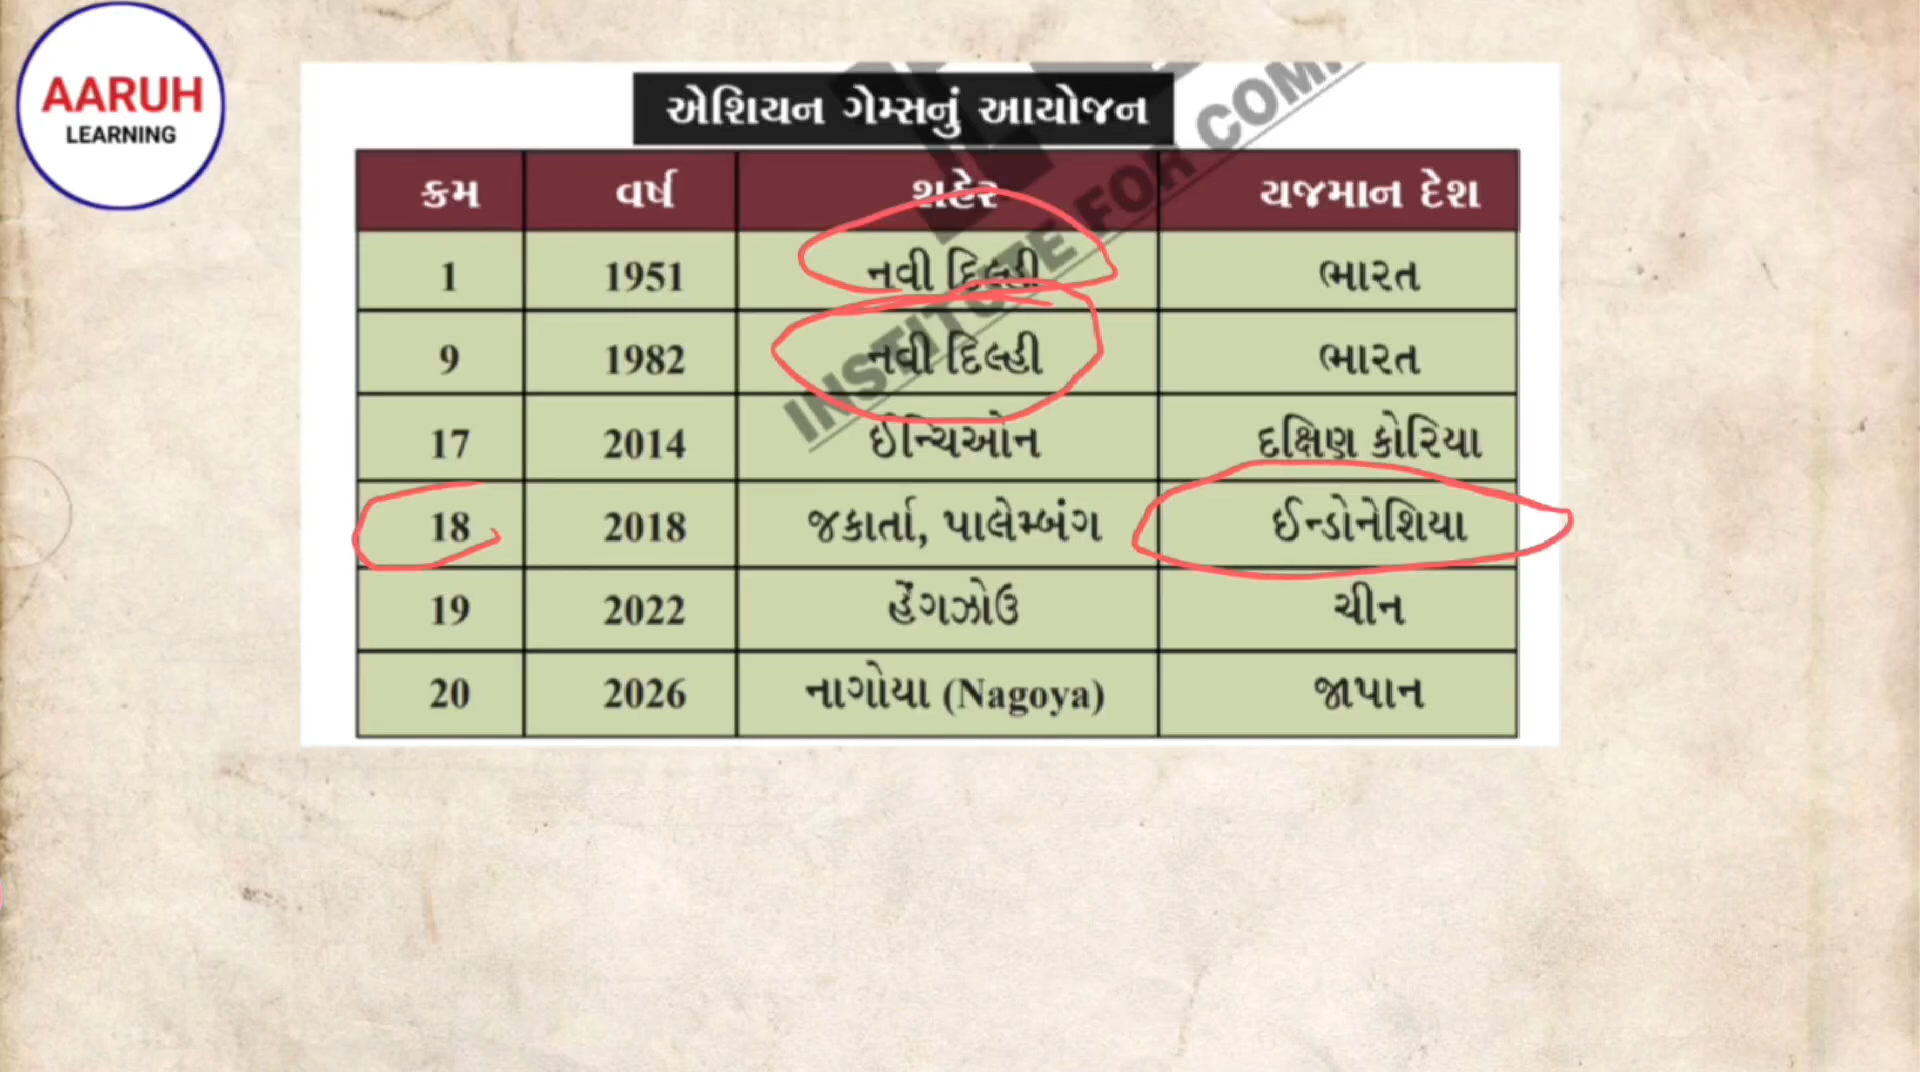 AARUH
LEARNING
એશિયન ગેમ્સનું આયોજન
ક્રમ વર્ષ શહેર યજમાન દેશ
1 1951 નવી દિલ્હી ભારત
9 1982 નવી દિલ્હી ભારત
17 2014 ઈન્ચિઓન દક્ષિણ કોરિયા
18 2018 જકાર્તા, પાલેમ્બંગ ઈન્ડોનેશિયા
19 2022 હેંગઝોઉ ચીન
20 2026 નાગોયા (Nagoya) જાપાન
INSTITUTE FOR